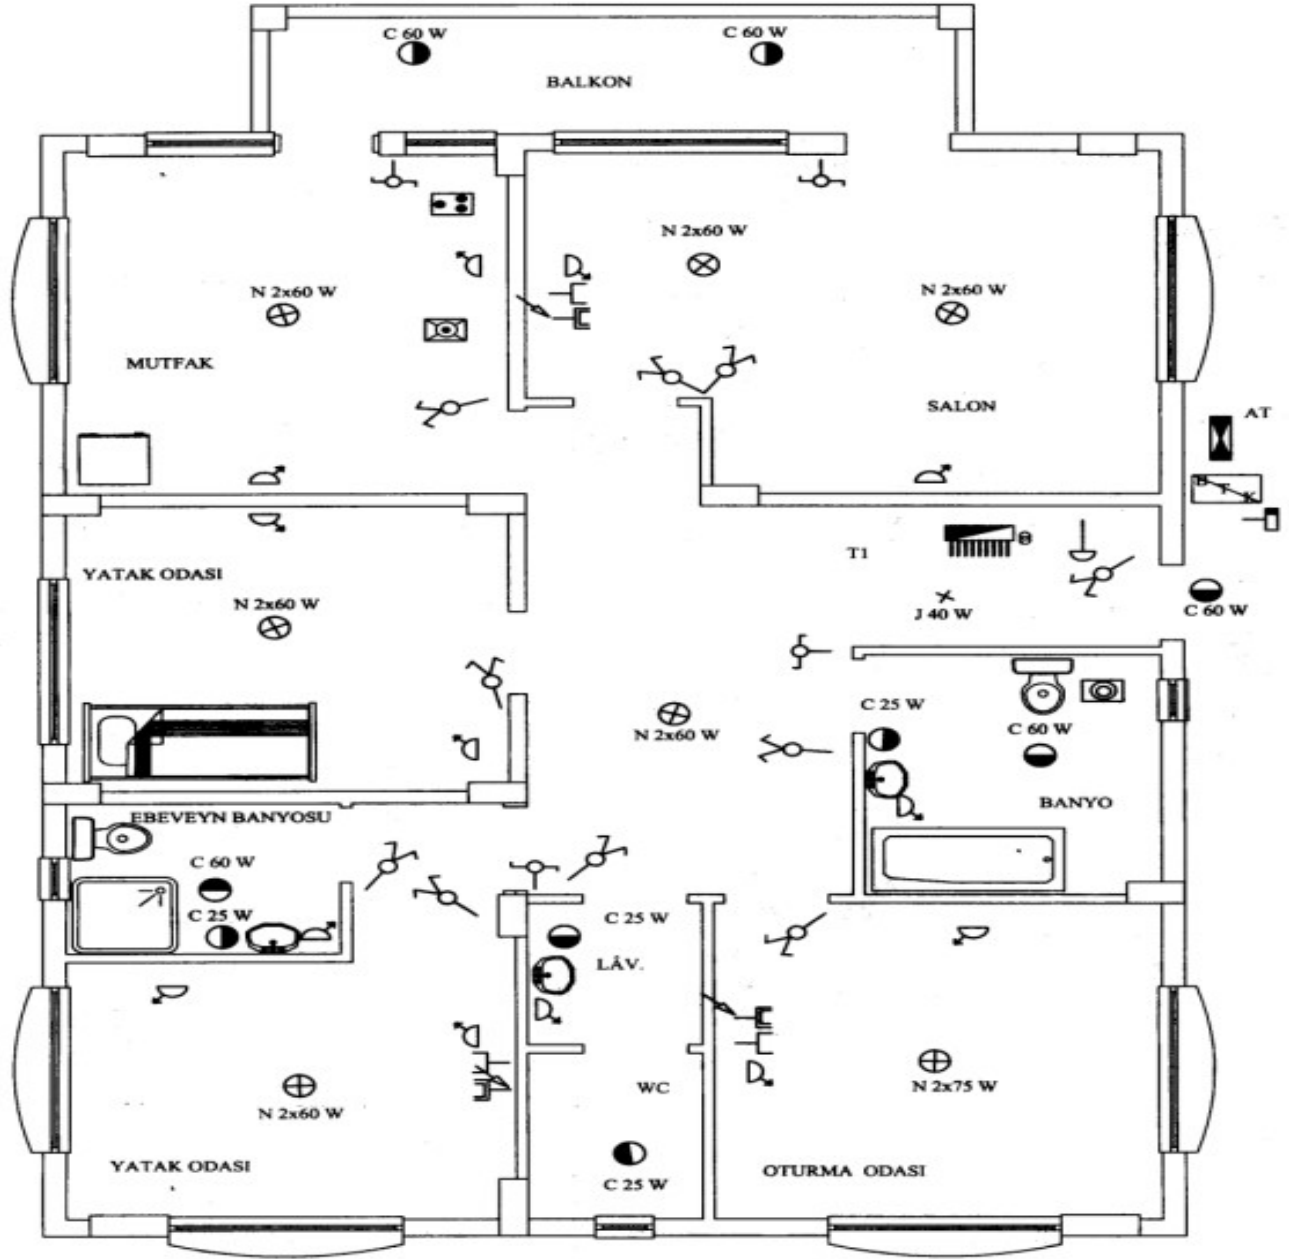 C 60 W
C 60 W
BALKON
N 2x60 W
N 2x60 W
N 2x60 W
MUTFAK
SALON
AT
B T K
YATAK ODASI
T1
N 2x60 W
J 40 W
C 60 W
C 25 W
N 2x60 W
C 60 W
BANYO
EBEVEYN BANYOSU
C 60 W
C 25 W
C 25 W
LÂV.
WC
N 2x75 W
N 2x60 W
YATAK ODASI
OTURMA ODASI
C 25 W